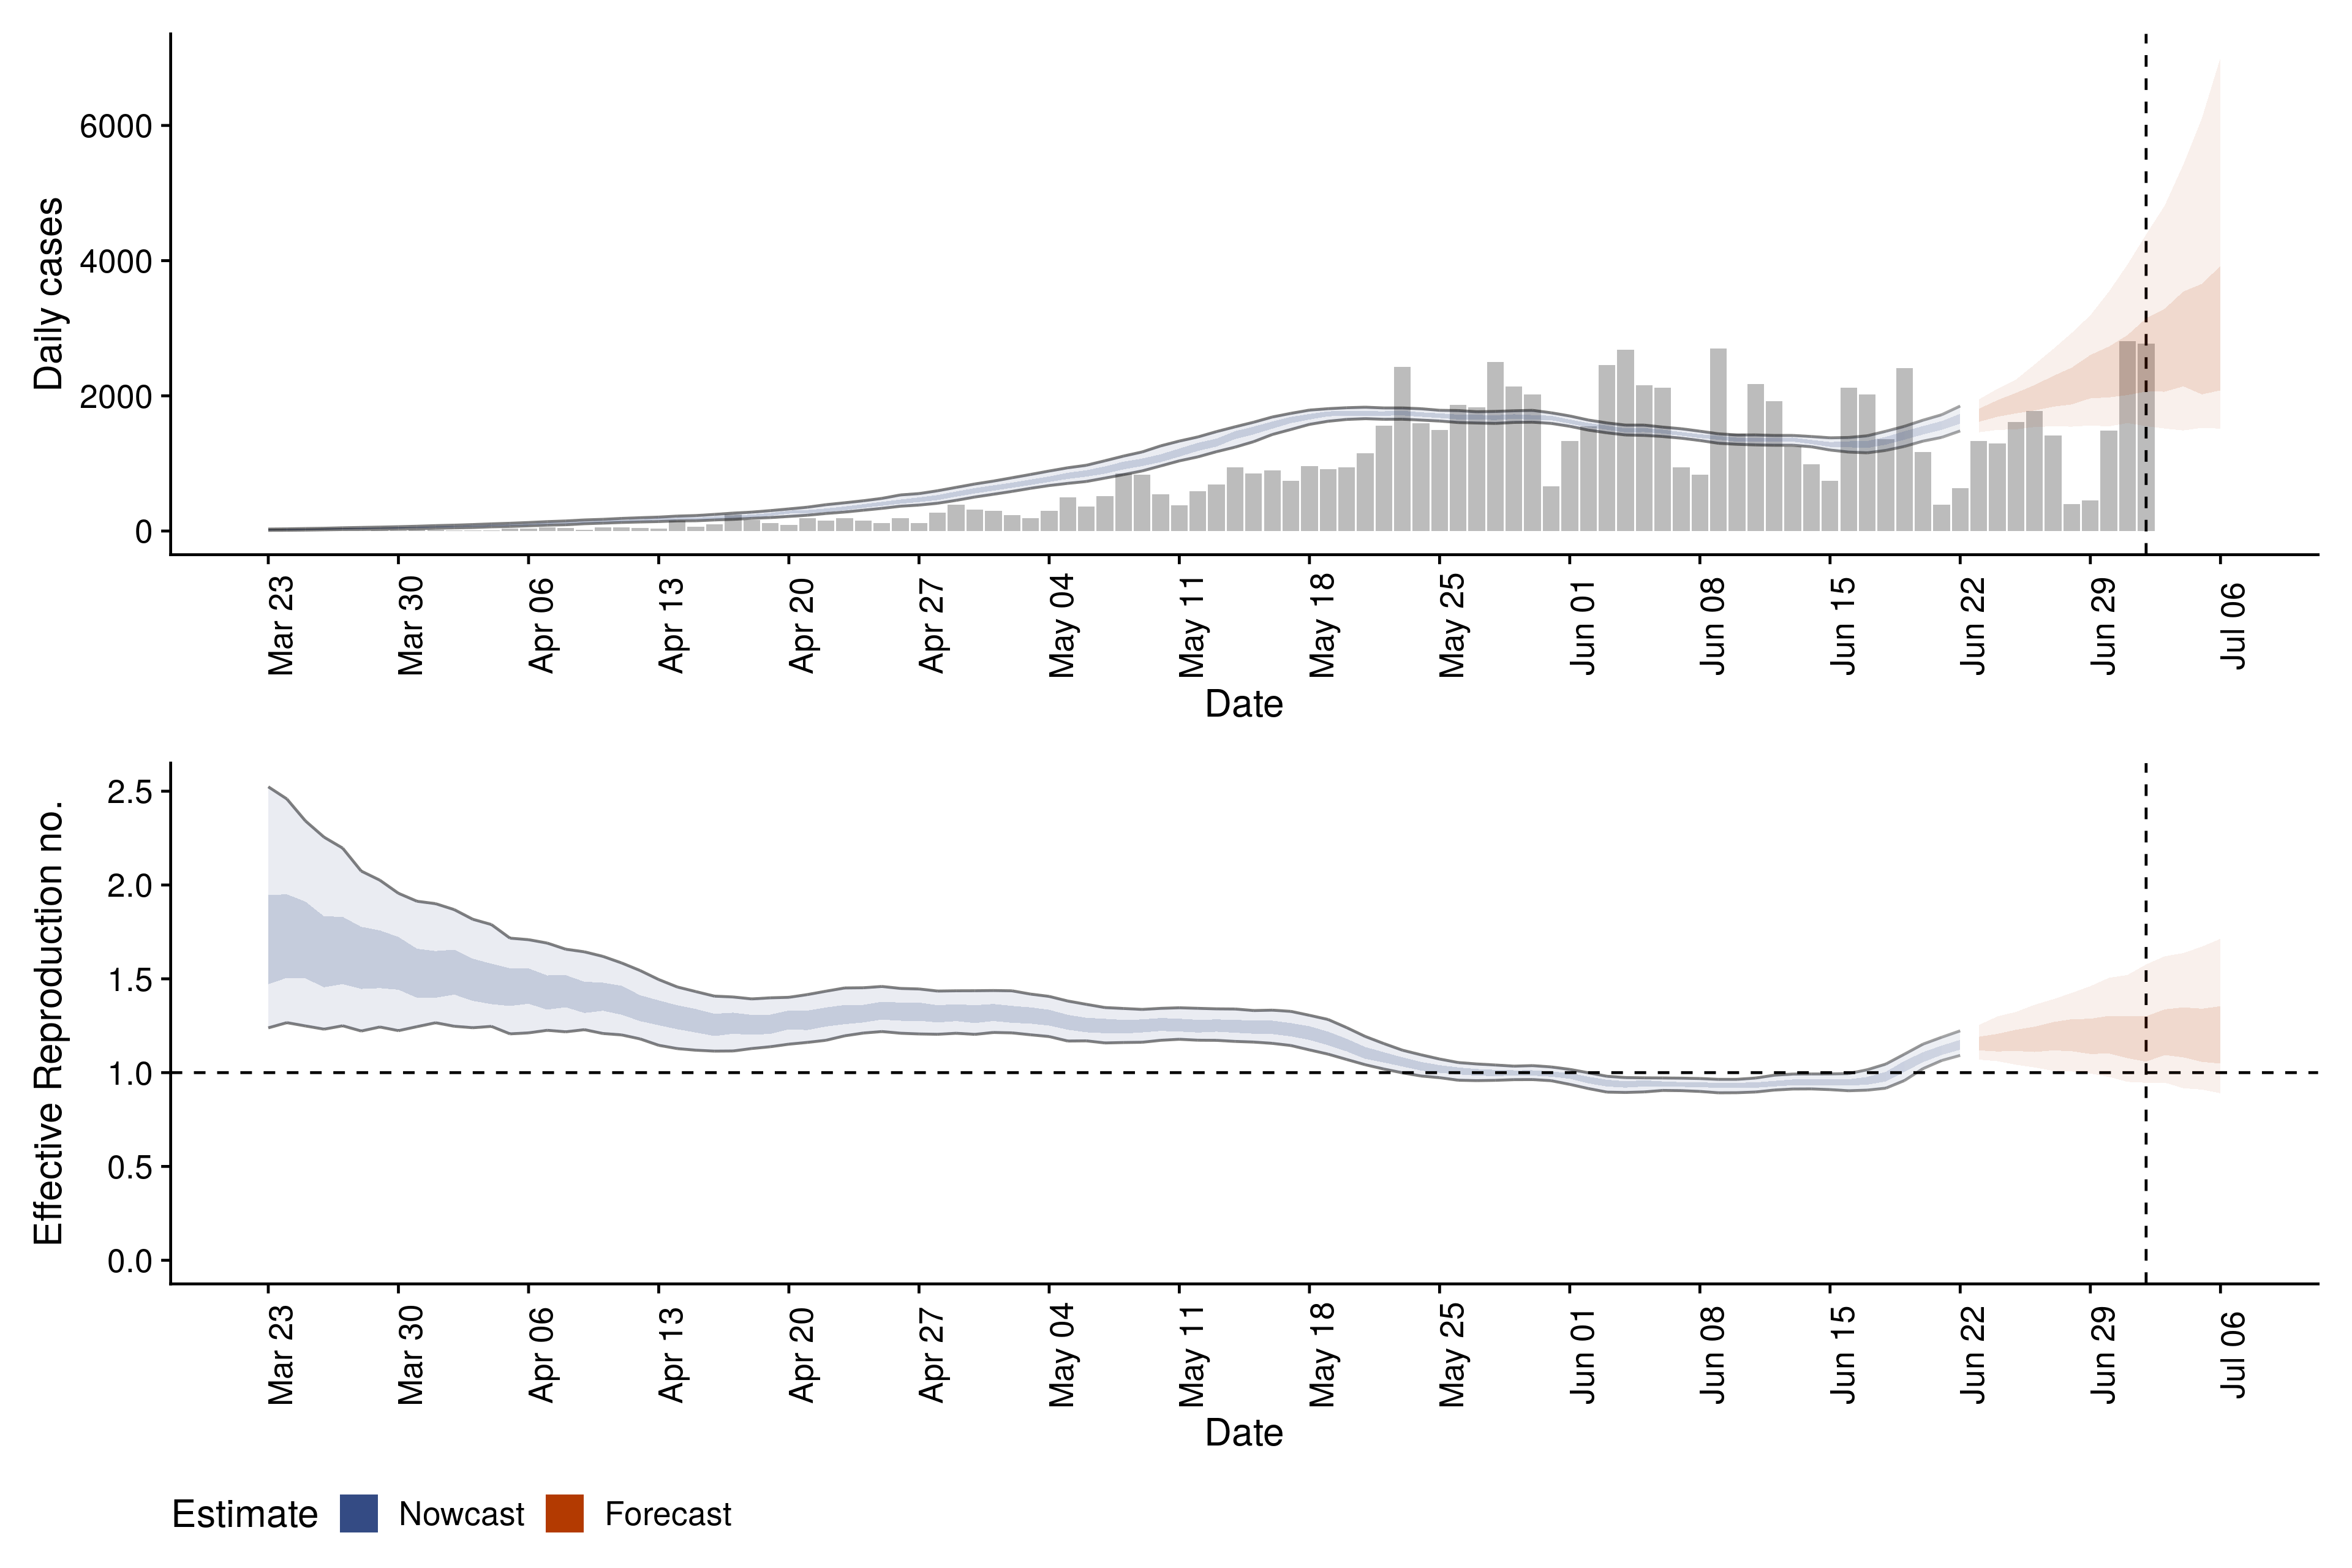 Daily cases
6000
4000
2000
0
Mar 23
Mar 30
Apr 06
Apr 13
Apr 20
Apr 27
May 04
May 11
May 18
May 25
Jun 01
Jun 08
Jun 15
Jun 22
Jun 29
Jul 06
Date
Effective Reproduction no.
2.5
2.0
1.5
1.0
0.5
0.0
Mar 23
Mar 30
Apr 06
Apr 13
Apr 20
Apr 27
May 04
May 11
May 18
May 25
Jun 01
Jun 08
Jun 15
Jun 22
Jun 29
Jul 06
Date
Estimate Nowcast Forecast